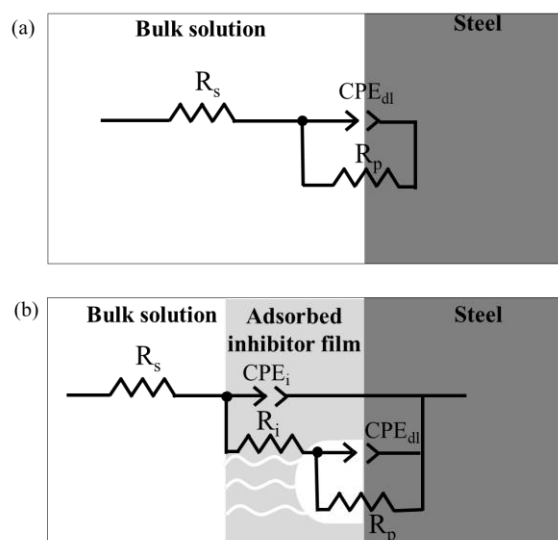 (a)
Bulk solution
Steel
Rs
CPEdl
Rp
(b)
Bulk solution
Adsorbed
inhibitor film
Steel
Rs
CPEi
Ri
CPEdl
Rp